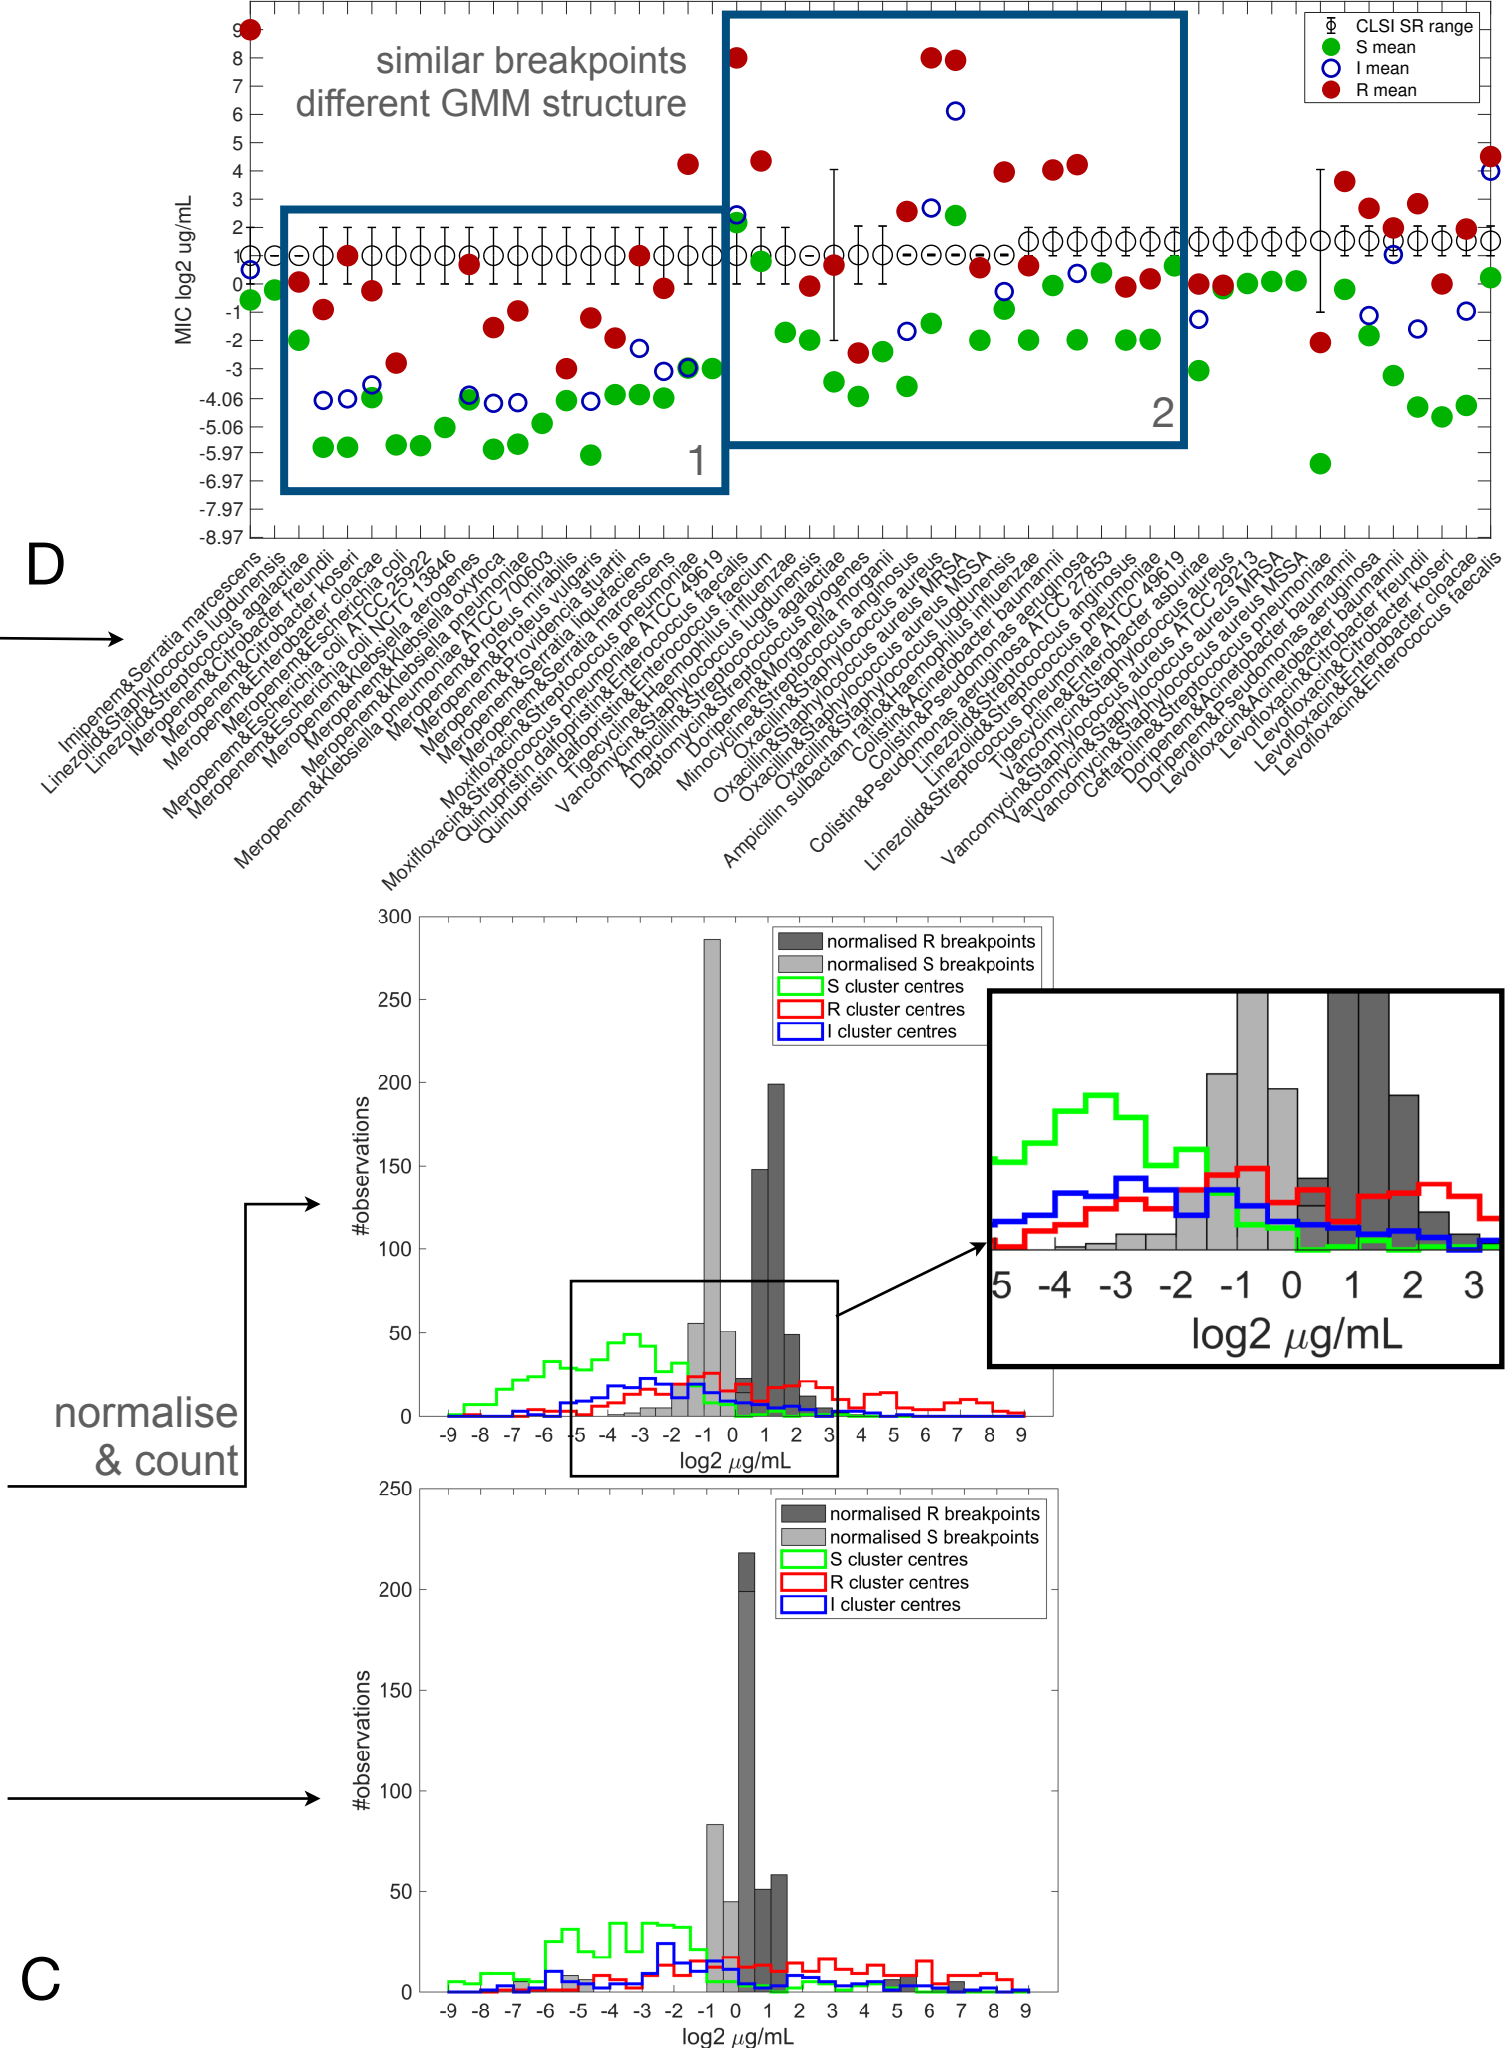 similar breakpoints
different GMM structure
CLSI SR range
S mean
I mean
R mean
MIC log2 ug/mL
9
8
7
6
5
4
3
2
1
0
-1
-2
-3
-4.06
-5.06
-5.97
-6.97
-7.97
-8.97
1
2
D
Imipenem&Serratia marcescens
Linezolid&Staphylococcus lugdunensis
Linezolid&Streptococcus agalactiae
Meropenem&Citrobacter freundii
Meropenem&Citrobacter koseri
Meropenem&Enterobacter cloacae
Meropenem&Escherichia coli
Meropenem&Escherichia coli ATCC 25922
Meropenem&Escherichia coli NCTC 13846
Meropenem&Klebsiella aerogenes
Meropenem&Klebsiella oxytoca
Meropenem&Klebsiella pneumoniae
Meropenem&Klebsiella pneumoniae ATCC 700603
Meropenem&Proteus mirabilis
Meropenem&Proteus vulgaris
Meropenem&Providencia stuartii
Meropenem&Serratia liquefaciens
Meropenem&Serratia marcescens
Moxifloxacin&Streptococcus pneumoniae
Moxifloxacin&Streptococcus pneumoniae ATCC 49619
Quinupristin dalfopristin&Enterococcus faecalis
Quinupristin dalfopristin&Enterococcus faecium
Tigecycline&Haemophilus influenzae
Vancomycin&Staphylococcus lugdunensis
Ampicillin&Streptococcus agalactiae
Daptomycin&Streptococcus pyogenes
Doripenem&Morganella morganii
Minocycline&Streptococcus anginosus
Oxacillin&Staphylococcus aureus
Oxacillin&Staphylococcus aureus MRSA
Oxacillin&Staphylococcus aureus MSSA
Oxacillin&Staphylococcus lugdunensis
Ampicillin sulbactam ratio&Haemophilus influenzae
Colistin&Acinetobacter baumannii
Colistin&Pseudomonas aeruginosa
Colistin&Pseudomonas aeruginosa ATCC 27853
Linezolid&Streptococcus anginosus
Linezolid&Streptococcus pneumoniae
Linezolid&Streptococcus pneumoniae ATCC 49619
Tigecycline&Enterobacter asburiae
Vancomycin&Staphylococcus aureus
Vancomycin&Staphylococcus aureus ATCC 29213
Vancomycin&Staphylococcus aureus MRSA
Vancomycin&Staphylococcus aureus MSSA
Ceftaroline&Streptococcus pneumoniae
Doripenem&Acinetobacter baumannii
Doripenem&Pseudomonas aeruginosa
Levofloxacin&Acinetobacter baumannii
Levofloxacin&Citrobacter freundii
Levofloxacin&Citrobacter koseri
Levofloxacin&Enterobacter cloacae
Levofloxacin&Enterococcus faecalis
300
250
200
150
100
50
0
#observations
normalised R breakpoints
normalised S breakpoints
S cluster centres
R cluster centres
I cluster centres
-9 -8 -7 -6 -5 -4 -3 -2 -1 0 1 2 3 4 5 6 7 8 9
log2 μg/mL
5 -4 -3 -2 -1 0 1 2 3
log2 μg/mL
normalise
& count
250
200
150
100
50
0
#observations
normalised R breakpoints
normalised S breakpoints
S cluster centres
R cluster centres
I cluster centres
-9 -8 -7 -6 -5 -4 -3 -2 -1 0 1 2 3 4 5 6 7 8 9
log2 μg/mL
C